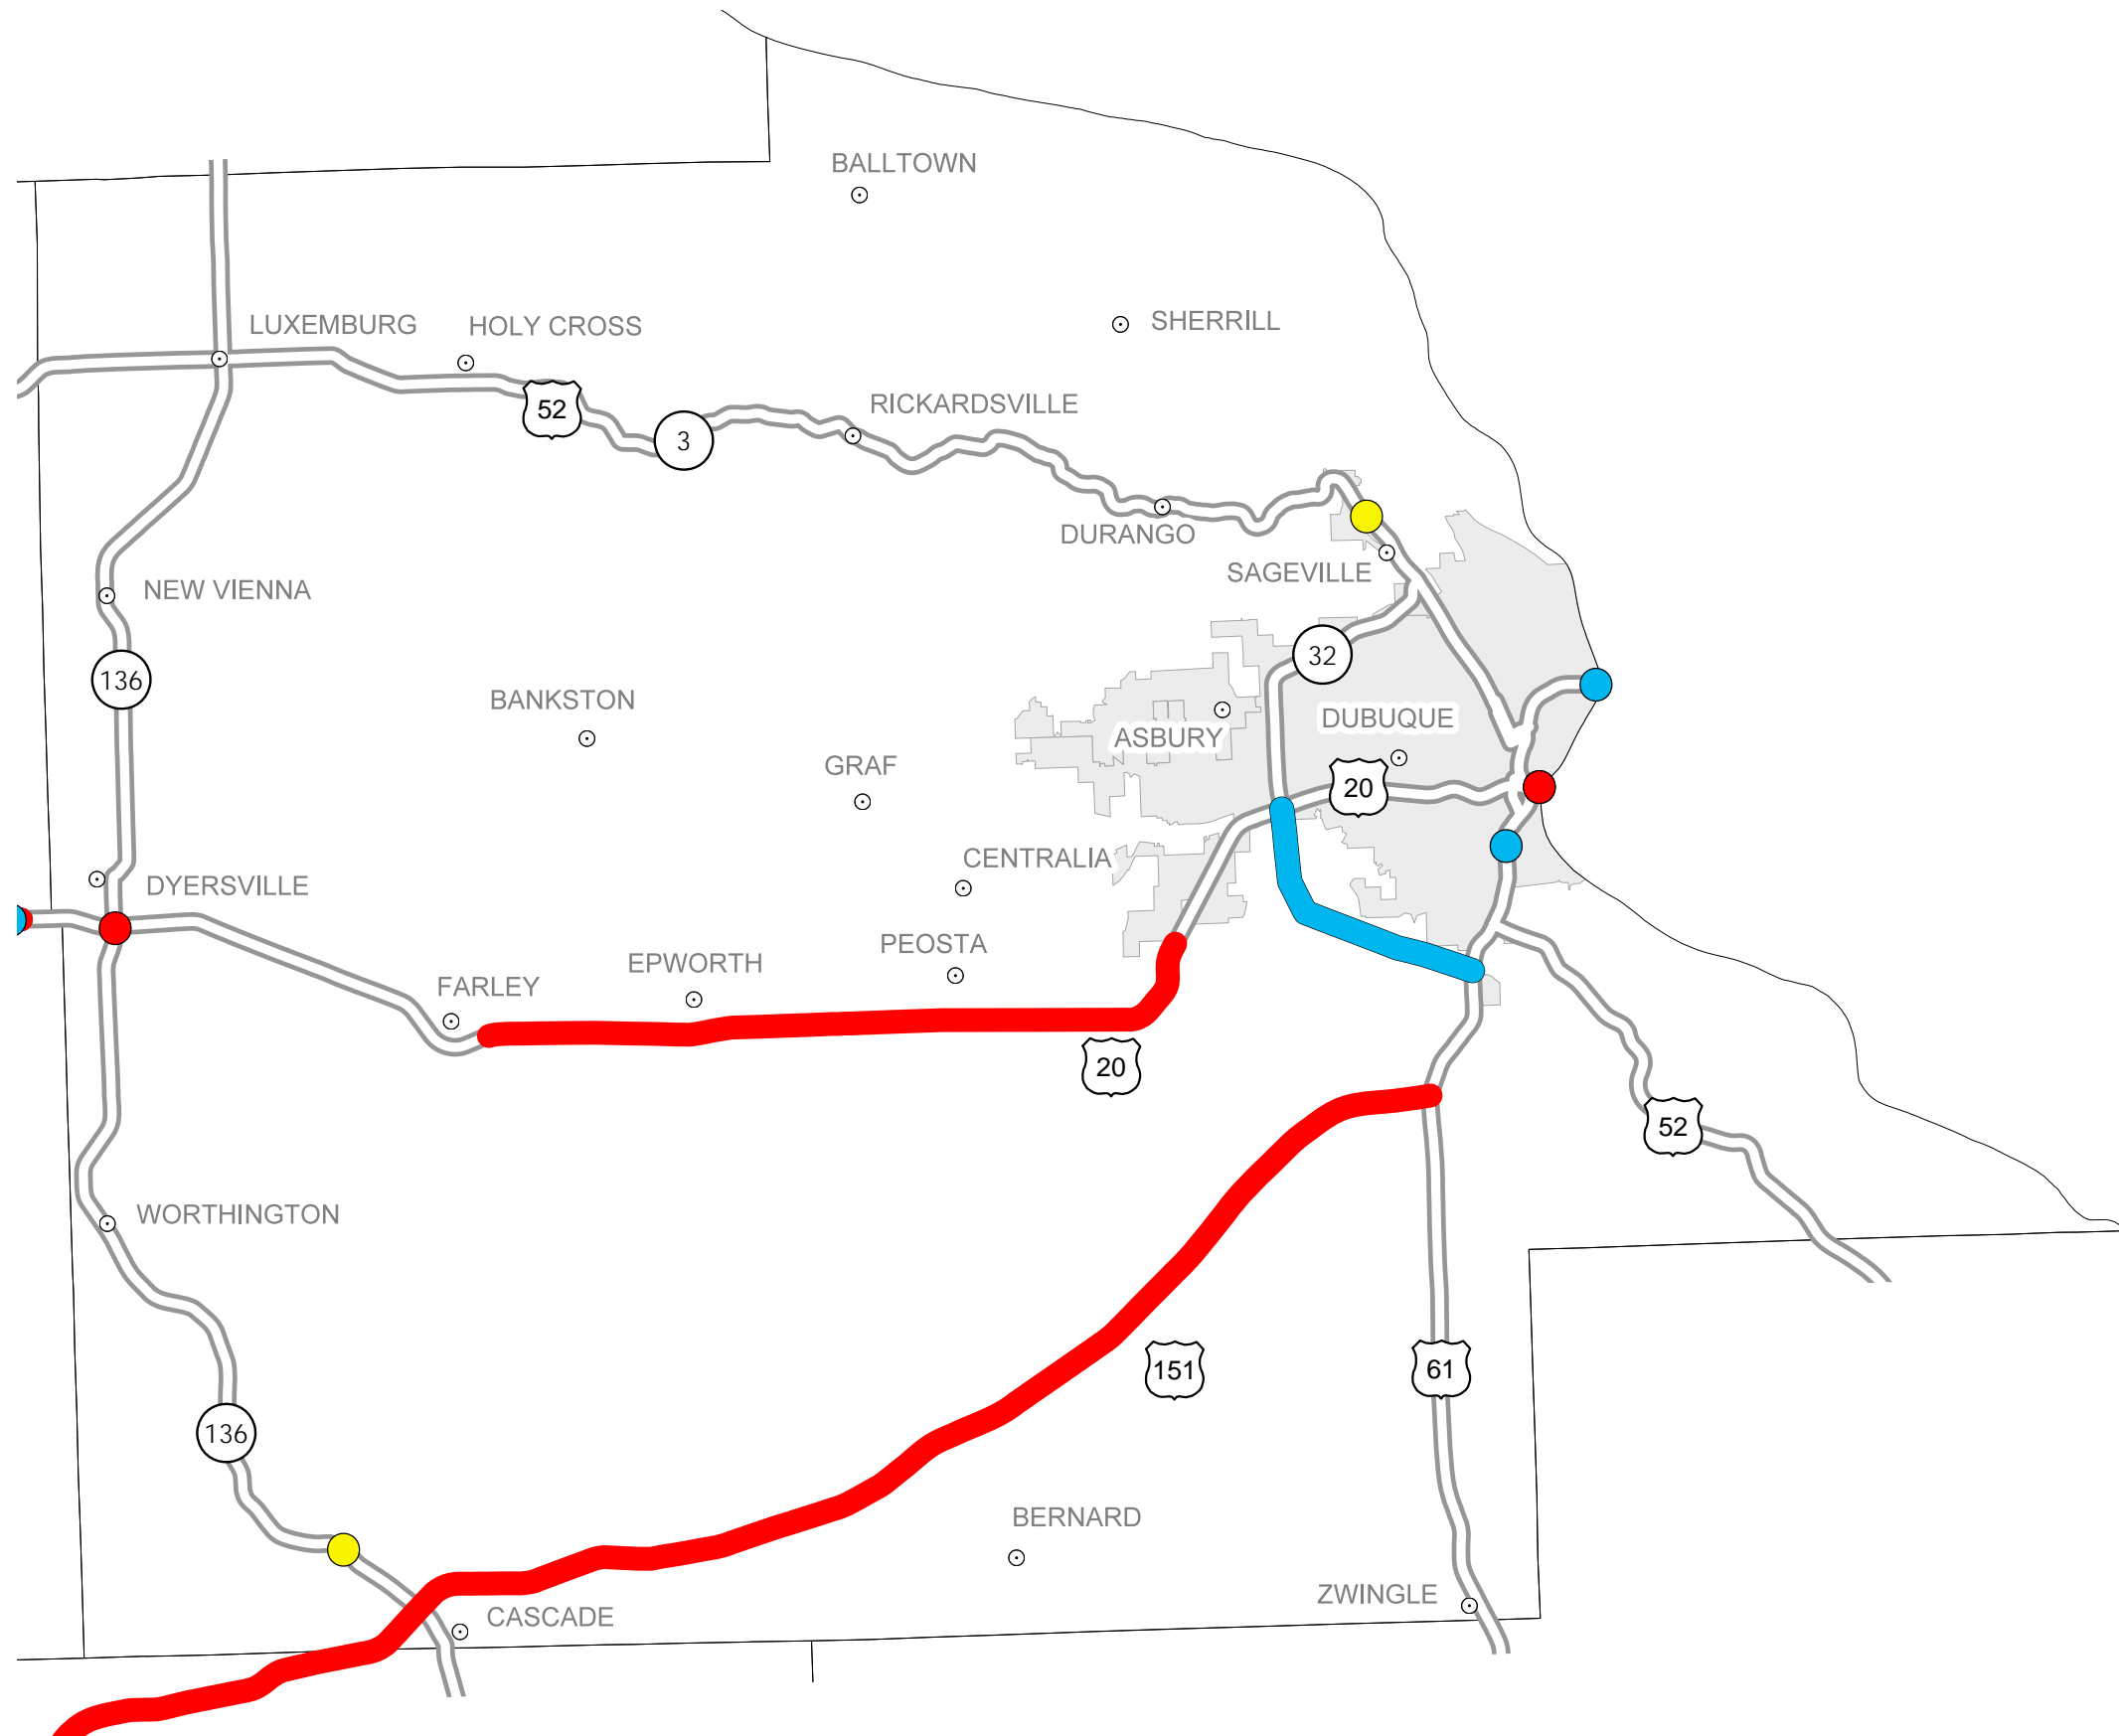 BALLTOWN
SHERRILL
LUXEMBURG
HOLY CROSS
52
3
RICKARDSVILLE
DURANGO
SAGEVILLE
NEW VIENNA
32
136
BANKSTON
DUBUQUE
ASBURY
GRAF
20
CENTRALIA
DYERSVILLE
PEOSTA
EPWORTH
FARLEY
20
52
WORTHINGTON
151
61
136
BERNARD
ZWINGLE
CASCADE